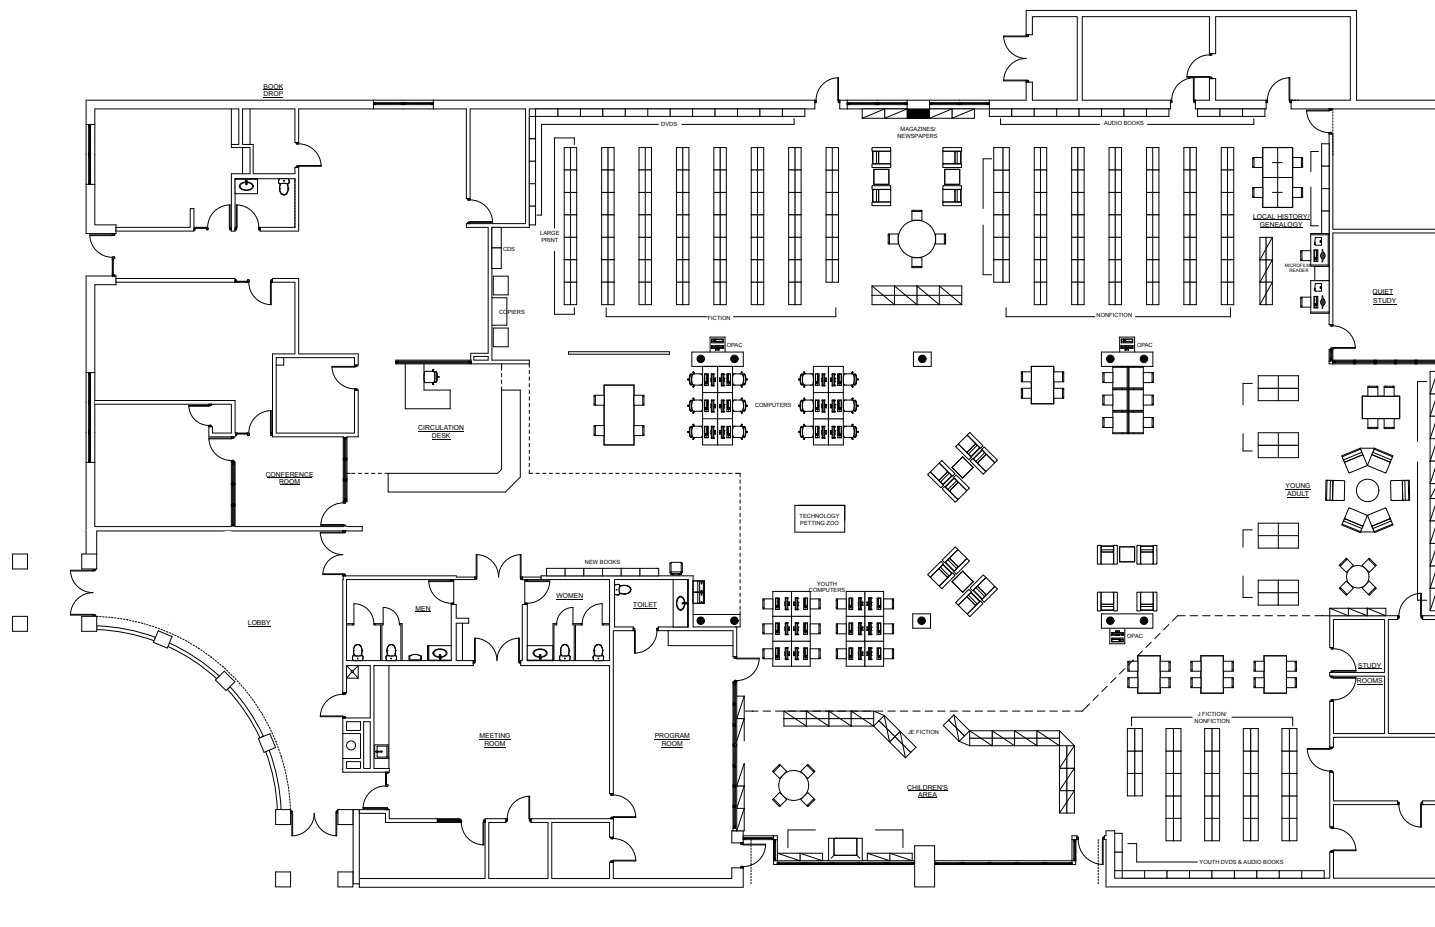 BOOK
DROP
DVDS
MAGAZINES/
NEWSPAPERS
AUDIO BOOKS
LARGE
PRINT
CDS
COPIERS
FICTION
NONFICTION
LOCAL HISTORY/
GENEALOGY
MICROFILM
READER
QUIET
STUDY
OPAC
OPAC
COMPUTERS
CIRCULATION
DESK
CONFERENCE
ROOM
YOUNG
ADULT
TECHNOLOGY
PETTING ZOO
NEW BOOKS
YOUTH
COMPUTERS
MEN
WOMEN
TOILET
LOBBY
OPAC
STUDY
ROOMS
J FICTION/
NONFICTION
JE FICTION
MEETING
ROOM
PROGRAM
ROOM
CHILDREN'S
AREA
YOUTH DVDS & AUDIO BOOKS